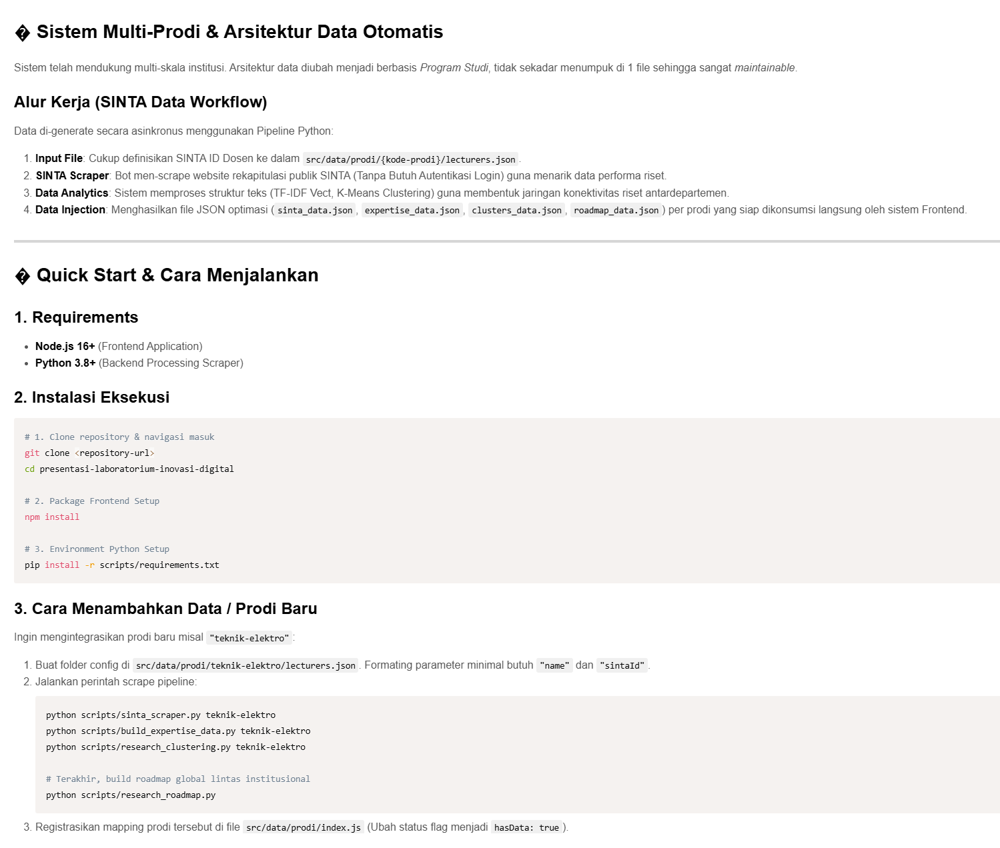 � Sistem Multi-Prodi & Arsitektur Data Otomatis
Sistem telah mendukung multi-skala institusi. Arsitektur data diubah menjadi berbasis Program Studi, tidak sekadar menumpuk di 1 file sehingga sangat maintainable.
Alur Kerja (SINTA Data Workflow)
Data di-generate secara asinkronus menggunakan Pipeline Python:
1. Input File: Cukup definisikan SINTA ID Dosen ke dalam src/data/prodi/{kode-prodi}/lecturers.json.
2. SINTA Scraper: Bot men-scrape website rekapitulasi publik SINTA (Tanpa Butuh Autentikasi Login) guna menarik data performa riset.
3. Data Analytics: Sistem memproses struktur teks (TF-IDF Vect, K-Means Clustering) guna membentuk jaringan konektivitas riset antardepartemen.
4. Data Injection: Menghasilkan file JSON optimasi (sinta_data.json, expertise_data.json, clusters_data.json, roadmap_data.json) per prodi yang siap dikonsumsi langsung oleh sistem Frontend.
� Quick Start & Cara Menjalankan
1. Requirements
• Node.js 16+ (Frontend Application)
• Python 3.8+ (Backend Processing Scraper)
2. Instalasi Eksekusi
# 1. Clone repository & navigasi masuk
git clone <repository-url>
cd presentasi-laboratorium-inovasi-digital
# 2. Package Frontend Setup
npm install
# 3. Environment Python Setup
pip install -r scripts/requirements.txt
3. Cara Menambahkan Data / Prodi Baru
Ingin mengintegrasikan prodi baru misal "teknik-elektro":
1. Buat folder config di src/data/prodi/teknik-elektro/lecturers.json. Formating parameter minimal butuh "name" dan "sintaId".
2. Jalankan perintah scrape pipeline:
python scripts/sinta_scraper.py teknik-elektro
python scripts/build_expertise_data.py teknik-elektro
python scripts/research_clustering.py teknik-elektro
# Terakhir, build roadmap global lintas institusional
python scripts/research_roadmap.py
3. Registrasikan mapping prodi tersebut di file src/data/prodi/index.js (Ubah status flag menjadi hasData: true).